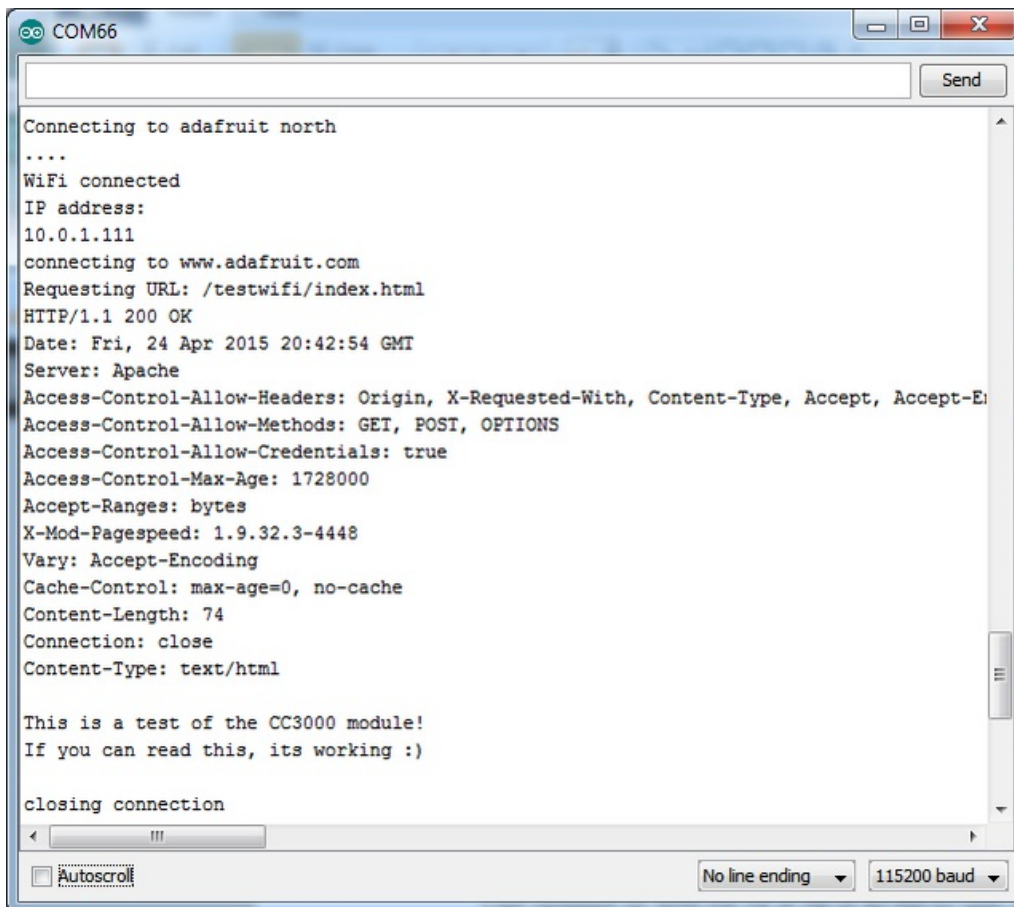 COM66
Send
Connecting to adafruit north
....
WiFi connected
IP address:
10.0.1.111
connecting to www.adafruit.com
Requesting URL: /testwifi/index.html
HTTP/1.1 200 OK
Date: Fri, 24 Apr 2015 20:42:54 GMT
Server: Apache
Access-Control-Allow-Headers: Origin, X-Requested-With, Content-Type, Accept,
Access-Control-Allow-Methods: GET, POST, OPTIONS
Access-Control-Allow-Credentials: true
Access-Control-Max-Age: 1728000
Accept-Ranges: bytes
X-Mod-Pagespeed: 1.9.32.3-4448
Vary: Accept-Encoding
Cache-Control: max-age=0, no-cache
Content-Length: 74
Connection: close
Content-Type: text/html
This is a test of the CC3000 module!
If you can read this, its working :)
closing connection
Autoscroll
No line ending
115200 baud